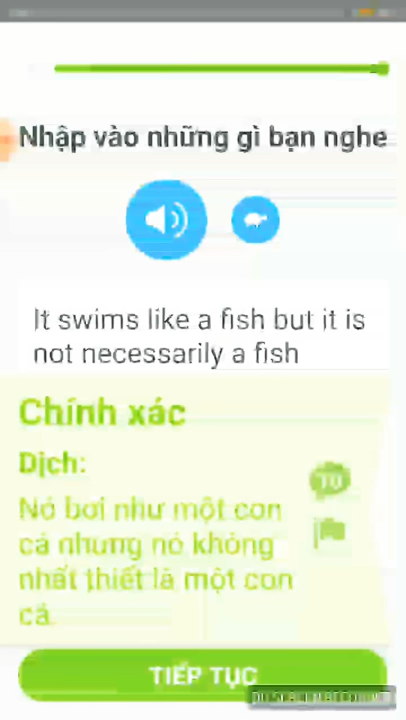 Nhập vào những gì bạn nghe
It swims like a fish but it is
not necessarily a fish
Chính xác
Dịch:
10
Nó bơi như một con
cá nhưng nó không
nhất thiết là một con
cá.
TIẾP TỤC